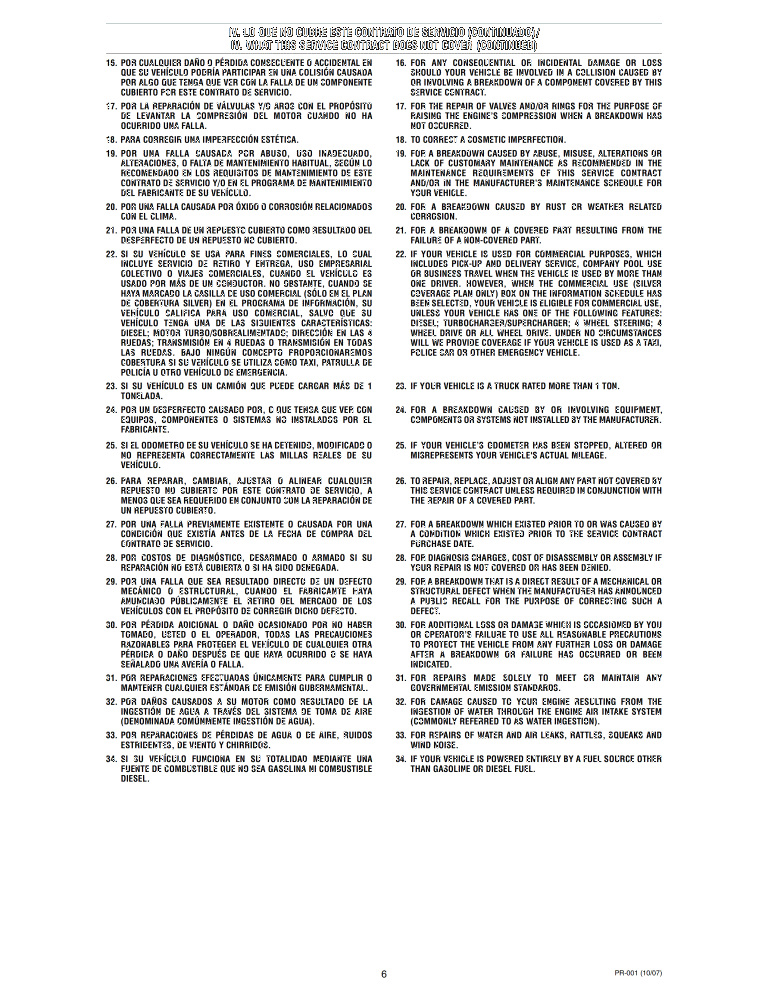 IV. LO QUE NO CUBRE ESTE CONTRATO DE SERVICIO (CONTINUADO)/
IV. WHAT THIS SERVICE CONTRACT DOES NOT COVER (CONTINUED)
15. POR CUALQUIER DAÑO O PÉRDIDA CONSECUENTE O ACCIDENTAL EN
QUE SU VEHÍCULO PODRÍA PARTICIPAR EN UNA COLISIÓN CAUSADA
POR ALGO QUE TENGA QUE VER CON LA FALLA DE UN COMPONENTE
CUBIERTO POR ESTE CONTRATO DE SERVICIO.
17. POR LA REPARACIÓN DE VÁLVULAS Y/O AROS CON EL PROPÓSITO
DE LEVANTAR LA COMPRESIÓN DEL MOTOR CUANDO NO HA
OCURRIDO UNA FALLA.
18. PARA CORREGIR UNA IMPERFECCIÓN ESTÉTICA.
19. POR UNA FALLA CAUSADA POR ABUSO, USO INADECUADO,
ALTERACIONES, O FALTA DE MANTENIMIENTO HABITUAL, SEGÚN LO
RECOMENDADO EN LOS REQUISITOS DE MANTENIMIENTO DE ESTE
CONTRATO DE SERVICIO Y/O EN EL PROGRAMA DE MANTENIMIENTO
DEL FABRICANTE DE SU VEHÍCULO.
20. POR UNA FALLA CAUSADA POR ÓXIDO O CORROSIÓN RELACIONADOS
CON EL CLIMA.
21. POR UNA FALLA DE UN REPUESTO CUBIERTO COMO RESULTADO DEL
DESPERFECTO DE UN REPUESTO NO CUBIERTO.
22. SI SU VEHÍCULO SE USA PARA FINES COMERCIALES, LO CUAL
INCLUYE SERVICIO DE RETIRO Y ENTREGA, USO EMPRESARIAL
COLECTIVO O VIAJES COMERCIALES, CUANDO EL VEHÍCULO ES
USADO POR MÁS DE UN CONDUCTOR. NO OBSTANTE, CUANDO SE
HAYA MARCADO LA CASILLA DE USO COMERCIAL (SÓLO EN EL PLAN
DE COBERTURA SILVER) EN EL PROGRAMA DE INFORMACIÓN, SU
VEHÍCULO CALIFICA PARA USO COMERCIAL, SALVO QUE SU
VEHÍCULO TENGA UNA DE LAS SIGUIENTES CARACTERÍSTICAS:
DIESEL; MOTOR TURBO/SOBREALIMENTADO; DIRECCIÓN EN LAS 4
RUEDAS; TRANSMISIÓN EN 4 RUEDAS O TRANSMISIÓN EN TODAS
LAS RUEDAS. BAJO NINGÚN CONCEPTO PROPORCIONAREMOS
COBERTURA SI SU VEHÍCULO SE UTILIZA COMO TAXI, PATRULLA DE
POLICÍA U OTRO VEHÍCULO DE EMERGENCIA.
23. SI SU VEHÍCULO ES UN CAMIÓN QUE PUEDE CARGAR MÁS DE 1
TONELADA.
24. POR UN DESPERFECTO CAUSADO POR, O QUE TENGA QUE VER CON
EQUIPOS, COMPONENTES O SISTEMAS NO INSTALADOS POR EL
FABRICANTE.
25. SI EL ODOMETRO DE SU VEHÍCULO SE HA DETENIDO, MODIFICADO O
NO REPRESENTA CORRECTAMENTE LAS MILLAS REALES DE SU
VEHÍCULO.
26. PARA REPARAR, CAMBIAR, AJUSTAR O ALINEAR CUALQUIER
REPUESTO NO CUBIERTO POR ESTE CONTRATO DE SERVICIO, A
MENOS QUE SEA REQUERIDO EN CONJUNTO CON LA REPARACIÓN DE
UN REPUESTO CUBIERTO.
27. POR UNA FALLA PREVIAMENTE EXISTENTE O CAUSADA POR UNA
CONDICIÓN QUE EXISTÍA ANTES DE LA FECHA DE COMPRA DEL
CONTRATO DE SERVICIO.
28. POR COSTOS DE DIAGNÓSTICO, DESARMADO O ARMADO SI SU
REPARACIÓN NO ESTÁ CUBIERTA O SI HA SIDO DENEGADA.
29. POR UNA FALLA QUE SEA RESULTADO DIRECTO DE UN DEFECTO
MECÁNICO O ESTRUCTURAL, CUANDO EL FABRICANTE HAYA
ANUNCIADO PÚBLICAMENTE EL RETIRO DEL MERCADO DE LOS
VEHÍCULOS CON EL PROPÓSITO DE CORREGIR DICHO DEFECTO.
30. POR PÉRDIDA ADICIONAL O DAÑO OCASIONADO POR NO HABER
TOMADO, USTED O EL OPERADOR, TODAS LAS PRECAUCIONES
RAZONABLES PARA PROTEGER EL VEHÍCULO DE CUALQUIER OTRA
PÉRDIDA O DAÑO DESPUÉS DE QUE HAYA OCURRIDO O SE HAYA
SEÑALADO UNA AVERÍA O FALLA.
31. POR REPARACIONES EFECTUADAS ÚNICAMENTE PARA CUMPLIR O
MANTENER CUALQUIER ESTÁNDAR DE EMISIÓN GUBERNAMENTAL.
32. POR DAÑOS CAUSADOS A SU MOTOR COMO RESULTADO DE LA
INGESTIÓN DE AGUA A TRAVÉS DEL SISTEMA DE TOMA DE AIRE
(DENOMINADA COMÚNMENTE INGESTIÓN DE AGUA).
33. POR REPARACIONES DE PÉRDIDAS DE AGUA O DE AIRE, RUIDOS
ESTRIDENTES, DE VIENTO Y CHIRRIDOS.
34. SI SU VEHÍCULO FUNCIONA EN SU TOTALIDAD MEDIANTE UNA
FUENTE DE COMBUSTIBLE QUE NO SEA GASOLINA NI COMBUSTIBLE
DIESEL.
16. FOR ANY CONSEQUENTIAL OR INCIDENTAL DAMAGE OR LOSS
SHOULD YOUR VEHICLE BE INVOLVED IN A COLLISION CAUSED BY
OR INVOLVING A BREAKDOWN OF A COMPONENT COVERED BY THIS
SERVICE CONTRACT.
17. FOR THE REPAIR OF VALVES AND/OR RINGS FOR THE PURPOSE OF
RAISING THE ENGINE'S COMPRESSION WHEN A BREAKDOWN HAS
NOT OCCURRED.
18. TO CORRECT A COSMETIC IMPERFECTION.
19. FOR A BREAKDOWN CAUSED BY ABUSE, MISUSE, ALTERATIONS OR
LACK OF CUSTOMARY MAINTENANCE AS RECOMMENDED IN THE
MAINTENANCE REQUIREMENTS OF THIS SERVICE CONTRACT
AND/OR IN THE MANUFACTURER'S MAINTENANCE SCHEDULE FOR
YOUR VEHICLE.
20. FOR A BREAKDOWN CAUSED BY RUST OR WEATHER RELATED
CORROSION.
21. FOR A BREAKDOWN OF A COVERED PART RESULTING FROM THE
FAILURE OF A NON-COVERED PART.
22. IF YOUR VEHICLE IS USED FOR COMMERCIAL PURPOSES, WHICH
INCLUDES PICK-UP AND DELIVERY SERVICE, COMPANY POOL USE
OR BUSINESS TRAVEL WHEN THE VEHICLE IS USED BY MORE THAN
ONE DRIVER. HOWEVER, WHEN THE COMMERCIAL USE (SILVER
COVERAGE PLAN ONLY) BOX ON THE INFORMATION SCHEDULE HAS
BEEN SELECTED, YOUR VEHICLE IS ELIGIBLE FOR COMMERCIAL USE,
UNLESS YOUR VEHICLE HAS ONE OF THE FOLLOWING FEATURES:
DIESEL; TURBOCHARGER/SUPERCHARGER; 4 WHEEL STEERING; 4
WHEEL DRIVE OR ALL WHEEL DRIVE. UNDER NO CIRCUMSTANCES
WILL WE PROVIDE COVERAGE IF YOUR VEHICLE IS USED AS A TAXI,
POLICE CAR OR OTHER EMERGENCY VEHICLE.
23. IF YOUR VEHICLE IS A TRUCK RATED MORE THAN 1 TON.
24. FOR A BREAKDOWN CAUSED BY OR INVOLVING EQUIPMENT,
COMPONENTS OR SYSTEMS NOT INSTALLED BY THE MANUFACTURER.
25. IF YOUR VEHICLE'S ODOMETER HAS BEEN STOPPED, ALTERED OR
MISREPRESENTS YOUR VEHICLE'S ACTUAL MILEAGE.
26. TO REPAIR, REPLACE, ADJUST OR ALIGN ANY PART NOT COVERED BY
THIS SERVICE CONTRACT UNLESS REQUIRED IN CONJUNCTION WITH
THE REPAIR OF A COVERED PART.
27. FOR A BREAKDOWN WHICH EXISTED PRIOR TO OR WAS CAUSED BY
A CONDITION WHICH EXISTED PRIOR TO THE SERVICE CONTRACT
PURCHASE DATE.
28. FOR DIAGNOSIS CHARGES, COST OF DISASSEMBLY OR ASSEMBLY IF
YOUR REPAIR IS NOT COVERED OR HAS BEEN DENIED.
29. FOR A BREAKDOWN THAT IS A DIRECT RESULT OF A MECHANICAL OR
STRUCTURAL DEFECT WHEN THE MANUFACTURER HAS ANNOUNCED
A PUBLIC RECALL FOR THE PURPOSE OF CORRECTING SUCH A
DEFECT.
30. FOR ADDITIONAL LOSS OR DAMAGE WHICH IS OCCASIONED BY YOU
OR OPERATOR'S FAILURE TO USE ALL REASONABLE PRECAUTIONS
TO PROTECT THE VEHICLE FROM ANY FURTHER LOSS OR DAMAGE
AFTER A BREAKDOWN OR FAILURE HAS OCCURRED OR BEEN
INDICATED.
31. FOR REPAIRS MADE SOLELY TO MEET OR MAINTAIN ANY
GOVERNMENTAL EMISSION STANDARDS.
32. FOR DAMAGE CAUSED TO YOUR ENGINE RESULTING FROM THE
INGESTION OF WATER THROUGH THE ENGINE AIR INTAKE SYSTEM
(COMMONLY REFERRED TO AS WATER INGESTION).
33. FOR REPAIRS OF WATER AND AIR LEAKS, RATTLES, SQUEAKS AND
WIND NOISE.
34. IF YOUR VEHICLE IS POWERED ENTIRELY BY A FUEL SOURCE OTHER
THAN GASOLINE OR DIESEL FUEL.
6
PR-001 (10/07)